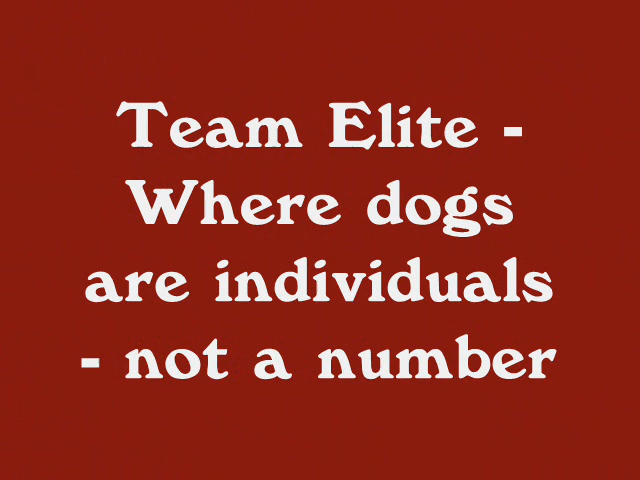 Team Elite -
Where dogs
are individuals
- not a number